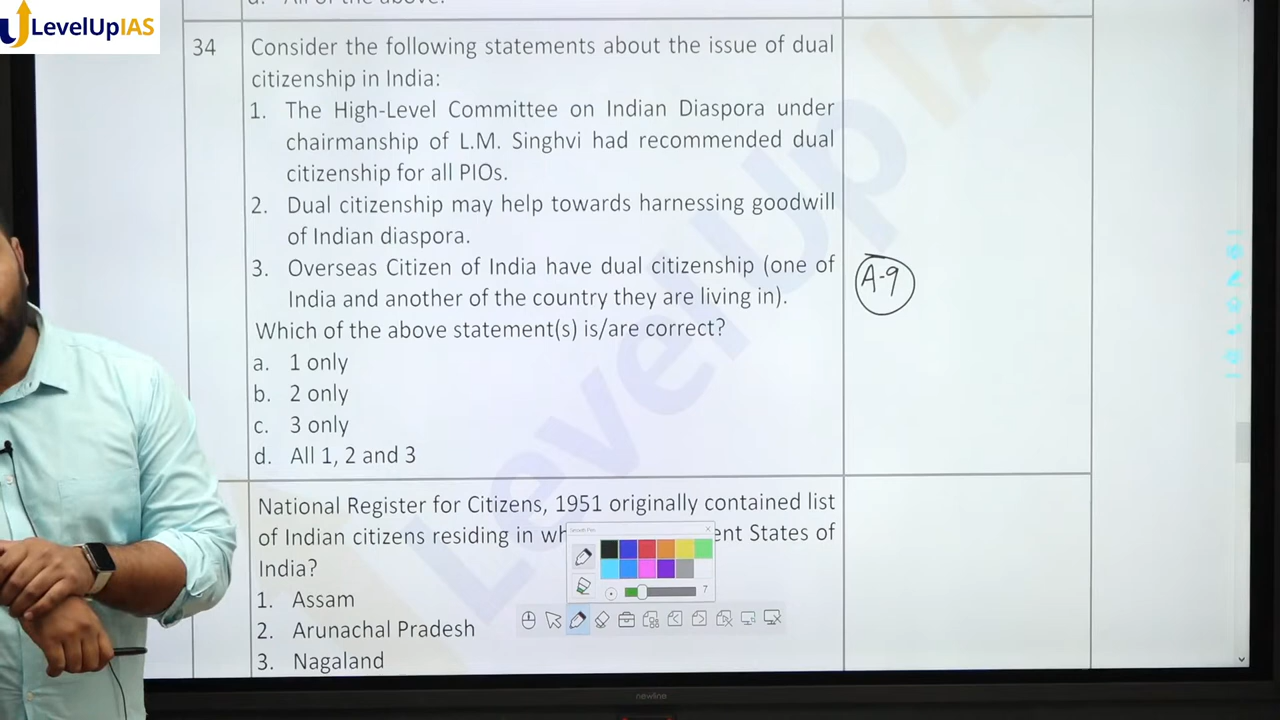 LevelUpIAS
34
Consider the following statements about the issue of dual
citizenship in India:
1. The High-Level Committee on Indian Diaspora under
chairmanship of L.M. Singhvi had recommended dual
citizenship for all PIOs.
2. Dual citizenship may help towards harnessing goodwill
of Indian diaspora.
3. Overseas Citizen of India have dual citizenship (one of
India and another of the country they are living in).
A-9
Which of the above statement(s) is/are correct?
a. 1 only
b. 2 only
c. 3 only
d. All 1, 2 and 3
National Register for Citizens, 1951 originally contained list
of Indian citizens residing in States of
India?
1. Assam
2. Arunachal Pradesh
3. Nagaland
7
LevelUpIAS
newline